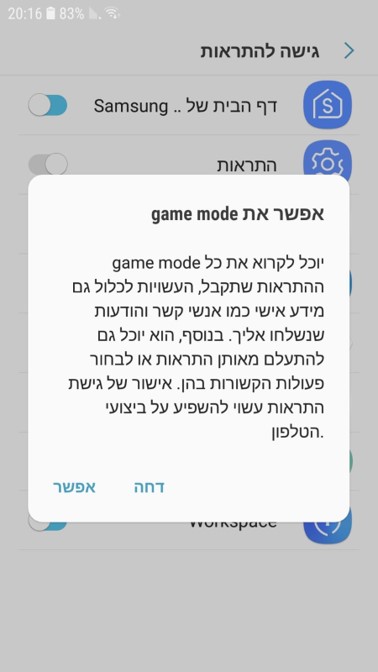 20:16 83%
גישה להתראות
דף הבית של .. Samsung
התראות
אפשר את game mode
יוכל לקרוא את כל game mode
ההתראות שתקבל, העשויות לכלול גם
מידע אישי כמו אנשי קשר והודעות
שנשלחו אליך. בנוסף, הוא יוכל גם
להתעלם מאותן התראות או לבחור
פעולות הקשורות בהן. אישור של גישת
התראות עשוי להשפיע על ביצועי
.הטלפון
דחה אפשר
Workspace